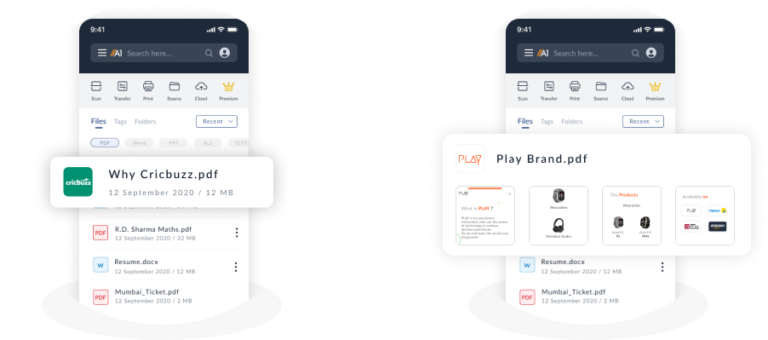 9:41
A1 Search here...
Scan Transfer Print Source Cloud Premium
Files Tags Folders Recent
PDF Word PPT XLS TEXT
cricbuzz
Why Cricbuzz.pdf
12 September 2020 / 12 MB
PDF
R.D. Sharma Maths.pdf
12 September 2020 / 32 MB
W
Resume.docx
12 September 2020 / 12 MB
PDF
Mumbai_Ticket.pdf
12 September 2020 / 2 MB
9:41
A1 Search here...
Scan Transfer Print Source Cloud Premium
Files Tags Folders Recent
PLAY
Play Brand.pdf
PLAY
What is PLAY ?
Wearables
Wireless Audio
The Products
Wearables
Available on
PLAY
amazon
W
Resume.docx
12 September 2020 / 12 MB
PDF
Mumbai_Ticket.pdf
12 September 2020 / 2 MB